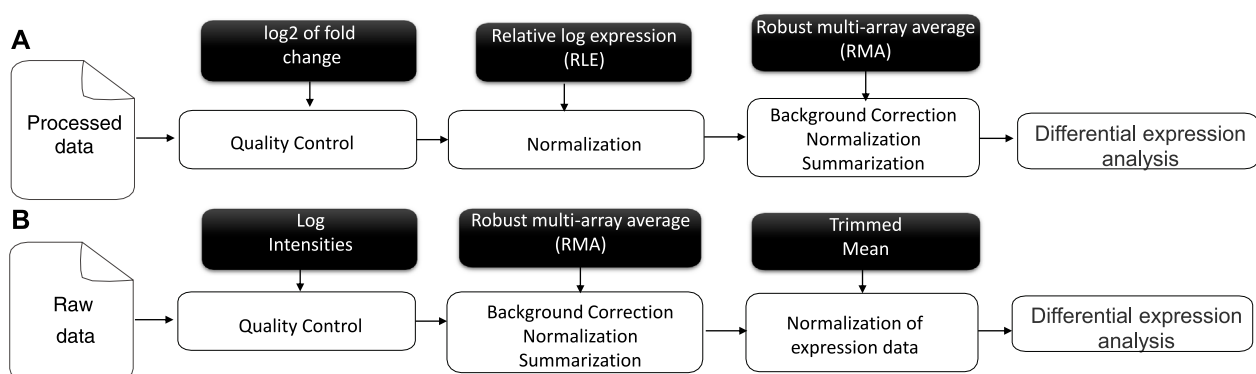 A
Processed
data
log2 of fold
change
Quality Control
Relative log expression
(RLE)
Normalization
Robust multi-array average
(RMA)
Background Correction
Normalization
Summarization
Differential expression
analysis
B
Raw
data
Log
Intensities
Quality Control
Robust multi-array average
(RMA)
Background Correction
Normalization
Summarization
Trimmed
Mean
Normalization of
expression data
Differential expression
analysis